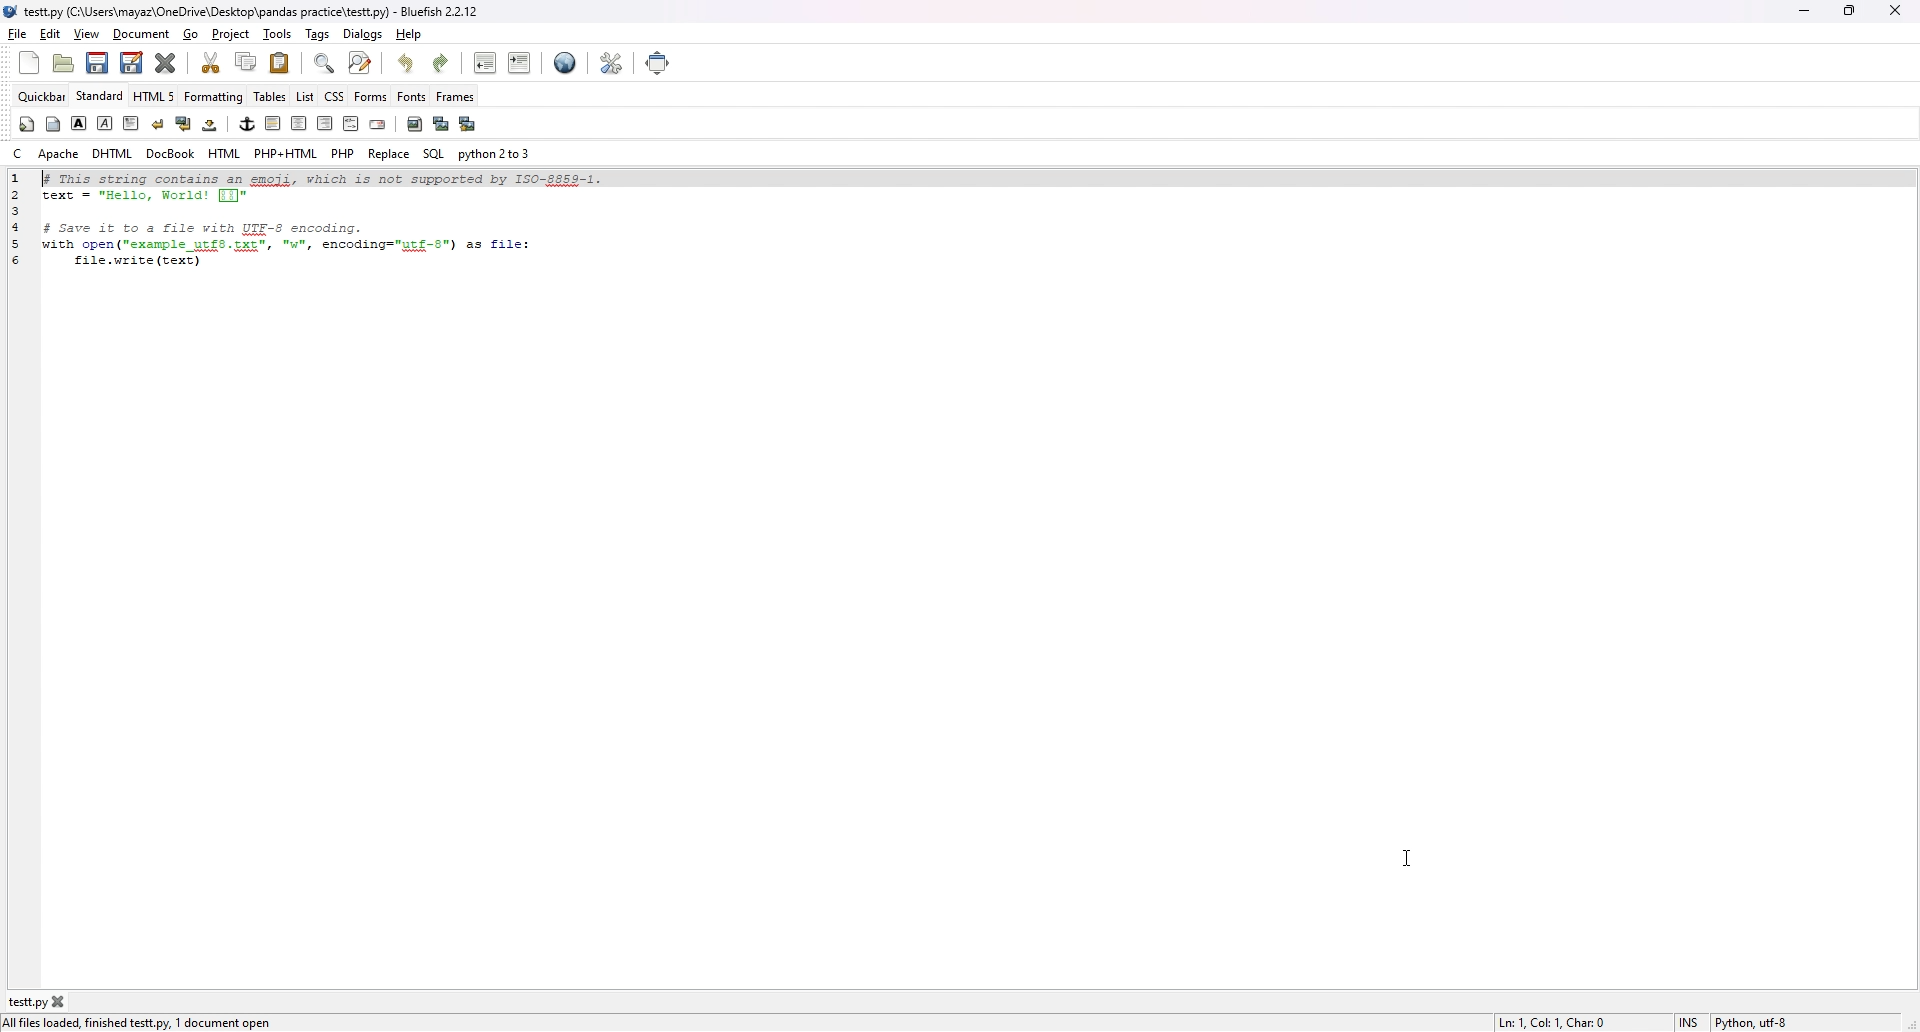 testt.py (C:\Users\mayaz\OneDrive\Desktop\pandas practice\testt.py) - Bluefish 2.2.12
File Edit View Document Go Project Tools Tags Dialogs Help
Quickbar Standard HTML 5 Formatting Tables List CSS Forms Fonts Frames
C Apache DHTML DocBook HTML PHP+HTML PHP Replace SQL python 2 to 3
1 # This string contains an emoji, which is not supported by ISO-8859-1.
2 text = "Hello, World! "
3
4 # Save it to a file with UTF-8 encoding.
5 with open("example_utf8.txt", "w", encoding="utf-8") as file:
6 file.write(text)
testt.py
All files loaded, finished testt.py, 1 document open Ln: 1, Col: 1, Char: 0 INS Python, utf-8